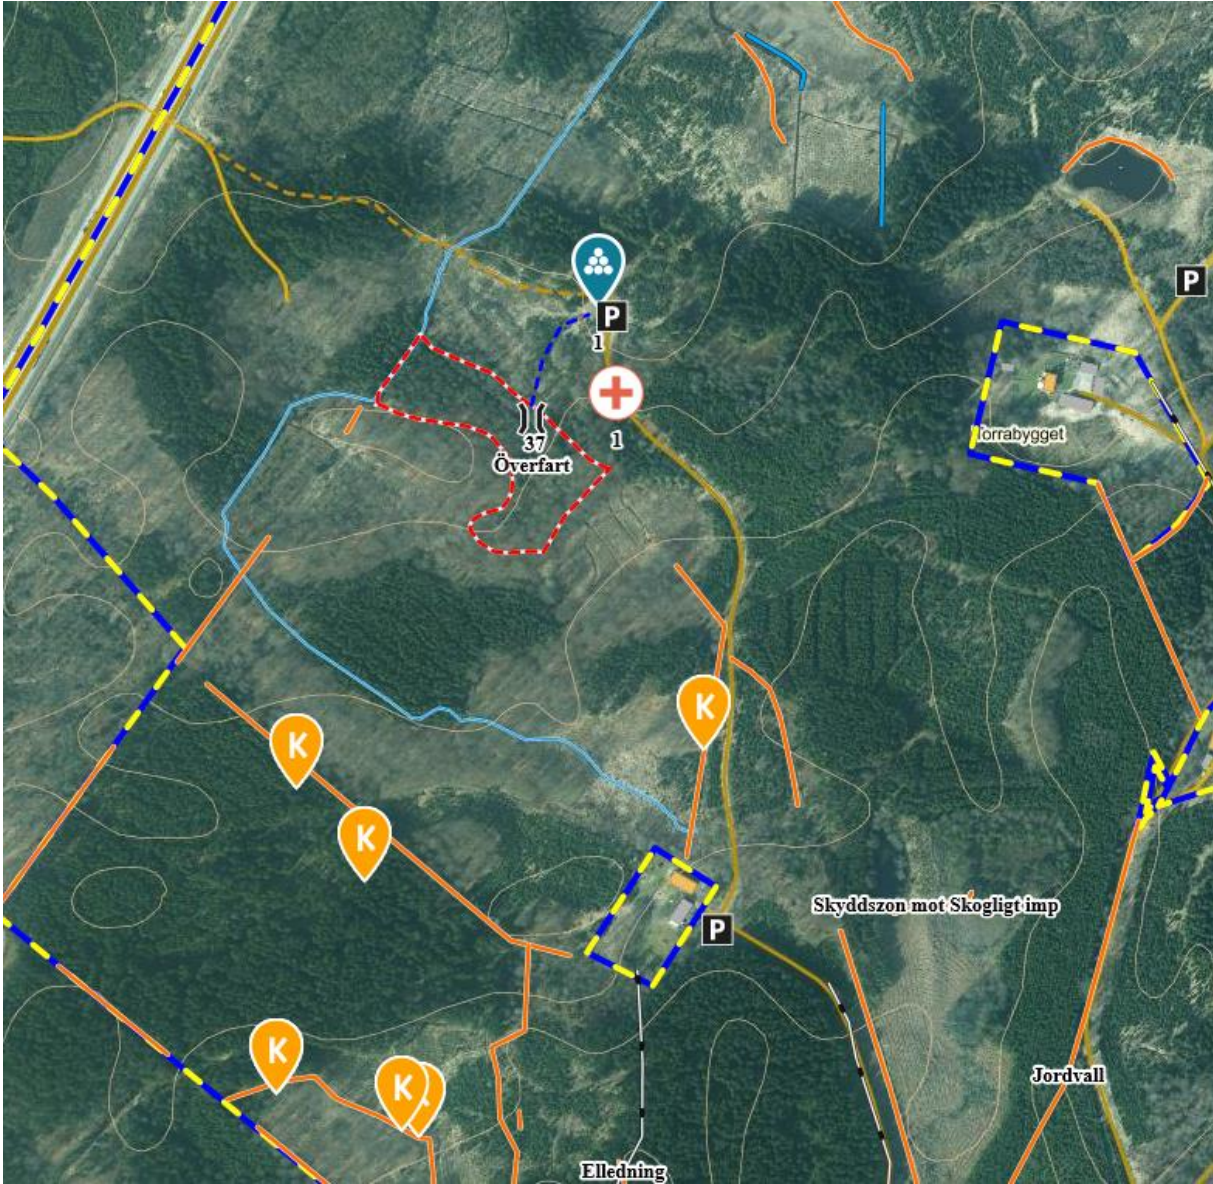 P
P
1
1
37
Överfart
Torrabygget
K
K
K
P
Skyddszon mot Skogligt imp
K
K
Jordvall
Elledning